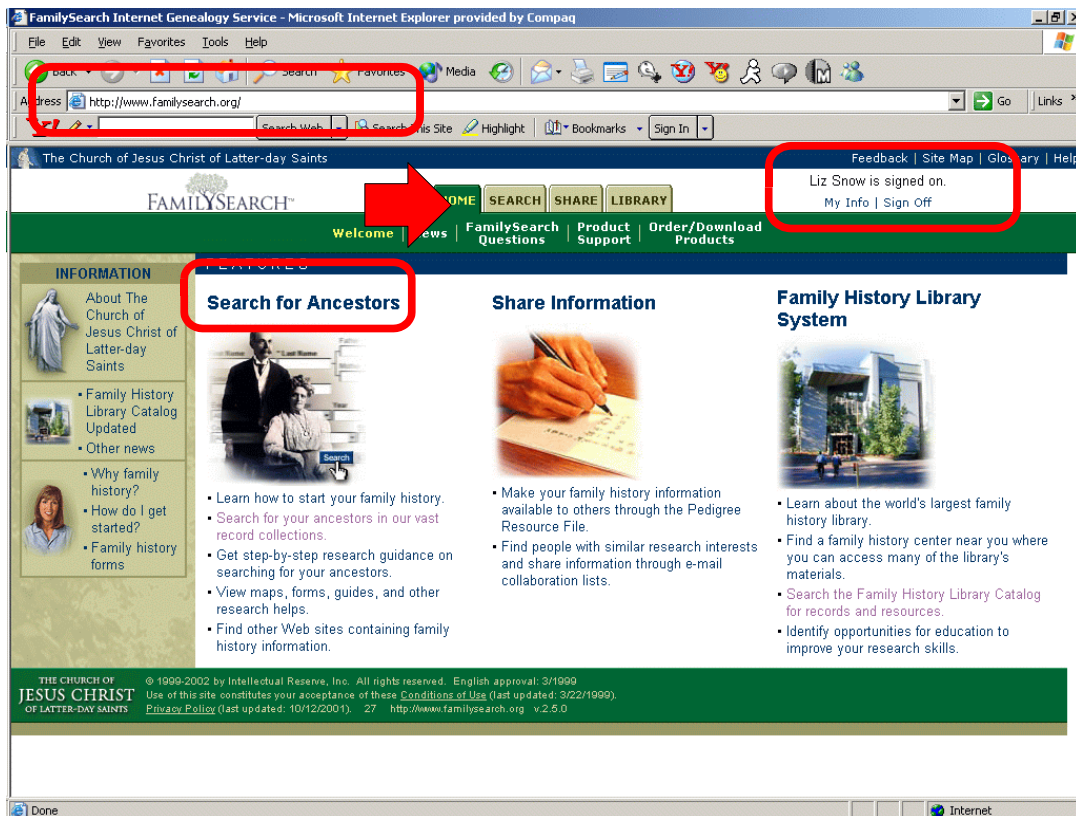 FamilySearch Internet Genealogy Service - Microsoft Internet Explorer provided by Compaq
File Edit View Favorites Tools Help
Back Search Favorites Media
Address http://www.familysearch.org/ Go Links
Search Web Search This Site Highlight Bookmarks Sign In
The Church of Jesus Christ of Latter-day Saints
Feedback | Site Map | Glossary | Help
Liz Snow is signed on.
My Info | Sign Off
FAMILYSEARCH™
HOME SEARCH SHARE LIBRARY
Welcome | News | FamilySearch Questions | Product Support | Order/Download Products
FEATURES
INFORMATION
About The
Church of
Jesus Christ of
Latter-day
Saints
▪ Family History
Library Catalog
Updated
▪ Other news
▪ Why family
history?
▪ How do I get
started?
▪ Family history
forms
Search for Ancestors
Last Name
Year
Search
▪ Learn how to start your family history.
▪ Search for your ancestors in our vast
record collections.
▪ Get step-by-step research guidance on
searching for your ancestors.
▪ View maps, forms, guides, and other
research helps.
▪ Find other Web sites containing family
history information.
Share Information
▪ Make your family history information
available to others through the Pedigree
Resource File.
▪ Find people with similar research interests
and share information through e-mail
collaboration lists.
Family History Library
System
▪ Learn about the world's largest family
history library.
▪ Find a family history center near you where
you can access many of the library's
materials.
▪ Search the Family History Library Catalog
for records and resources.
▪ Identify opportunities for education to
improve your research skills.
THE CHURCH OF
JESUS CHRIST
OF LATTER-DAY SAINTS
© 1999-2002 by Intellectual Reserve, Inc. All rights reserved. English approval: 3/1999
Use of this site constitutes your acceptance of these Conditions of Use (last updated: 3/22/1999).
Privacy Policy (last updated: 10/12/2001). 27 http://www.familysearch.org v.2.5.0
Done Internet